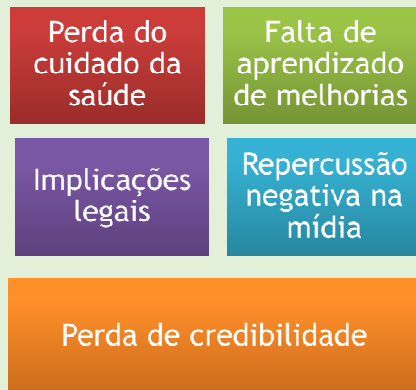 Perda do
cuidado da
saúde
Falta de
aprendizado
de melhorias
Implicações
legais
Repercussão
negativa na
mídia
Perda de credibilidade